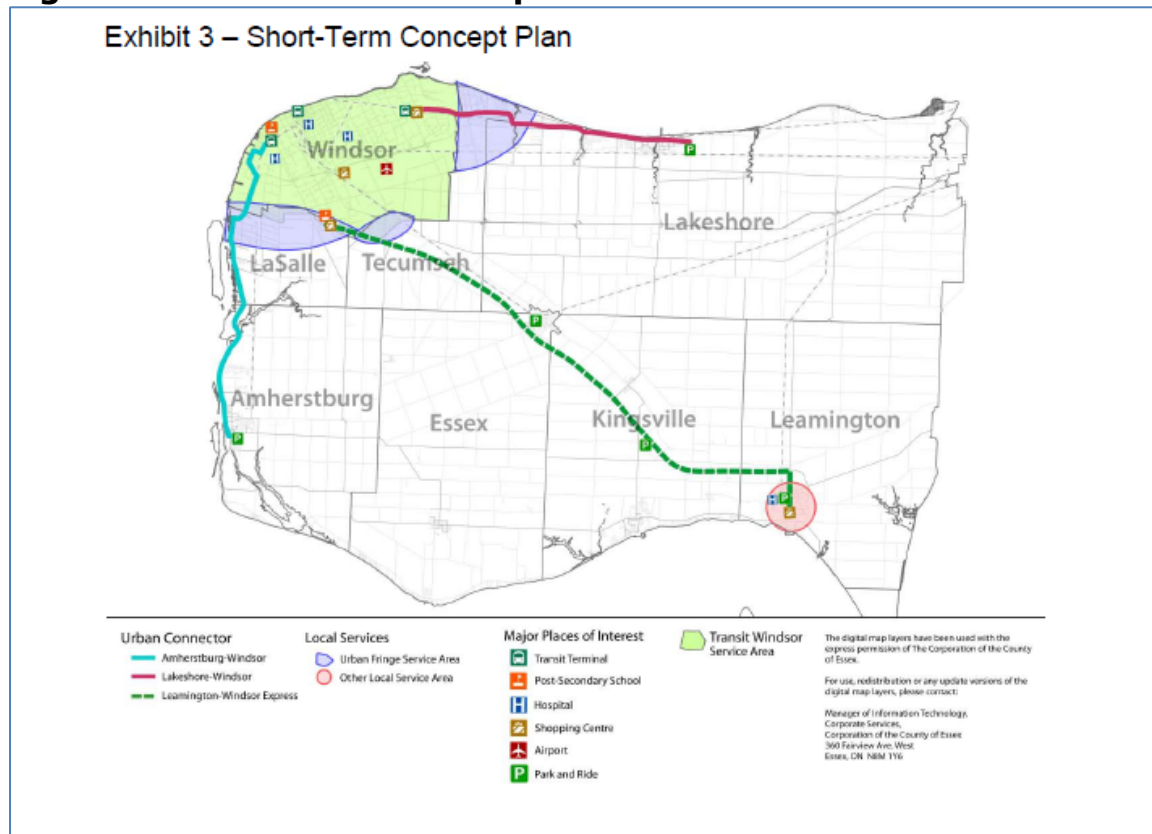 Exhibit 3 – Short-Term Concept Plan
Windsor
Lakeshore
LaSalle
Tecumseh
Amherstburg
Essex
Kingsville
Leamington
Urban Connector
Amherstburg-Windsor
Lakeshore-Windsor
Leamington-Windsor Express
Local Services
Urban Fringe Service Area
Other Local Service Area
Major Places of Interest
Transit Terminal
Post-Secondary School
H Hospital
Shopping Centre
Airport
P Park and Ride
Transit Windsor
Service Area
The digital map layers have been used with the
express permission of The Corporation of the County
of Essex.
For use, redistribution or any update versions of the
digital map layers, please contact:
Manager of Information Technology,
Corporate Services,
Corporation of the County of Essex
360 Fairview Ave. West
Essex, ON N8M 1Y6